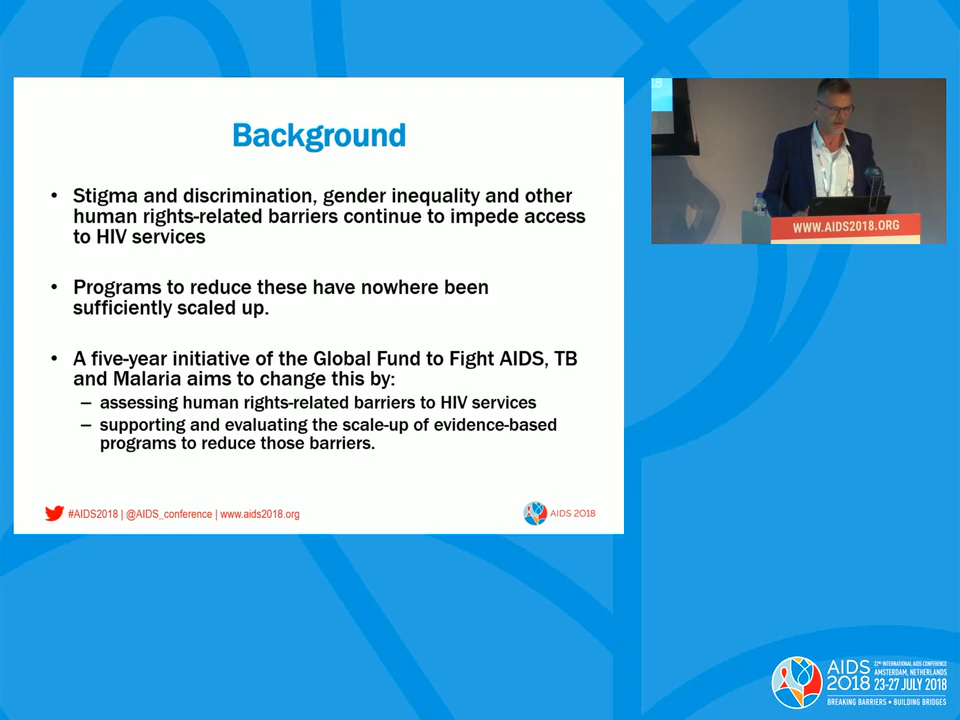 Background
• Stigma and discrimination, gender inequality and other
human rights-related barriers continue to impede access
to HIV services
• Programs to reduce these have nowhere been
sufficiently scaled up.
• A five-year initiative of the Global Fund to Fight AIDS, TB
and Malaria aims to change this by:
– assessing human rights-related barriers to HIV services
– supporting and evaluating the scale-up of evidence-based
programs to reduce those barriers.
#AIDS2018 | @AIDS_conference | www.aids2018.org
AIDS 2018
18
WWW.AIDS2018.ORG
AIDS
2018
22ND INTERNATIONAL AIDS CONFERENCE
AMSTERDAM, NETHERLANDS
23-27 JULY 2018
BREAKING BARRIERS • BUILDING BRIDGES